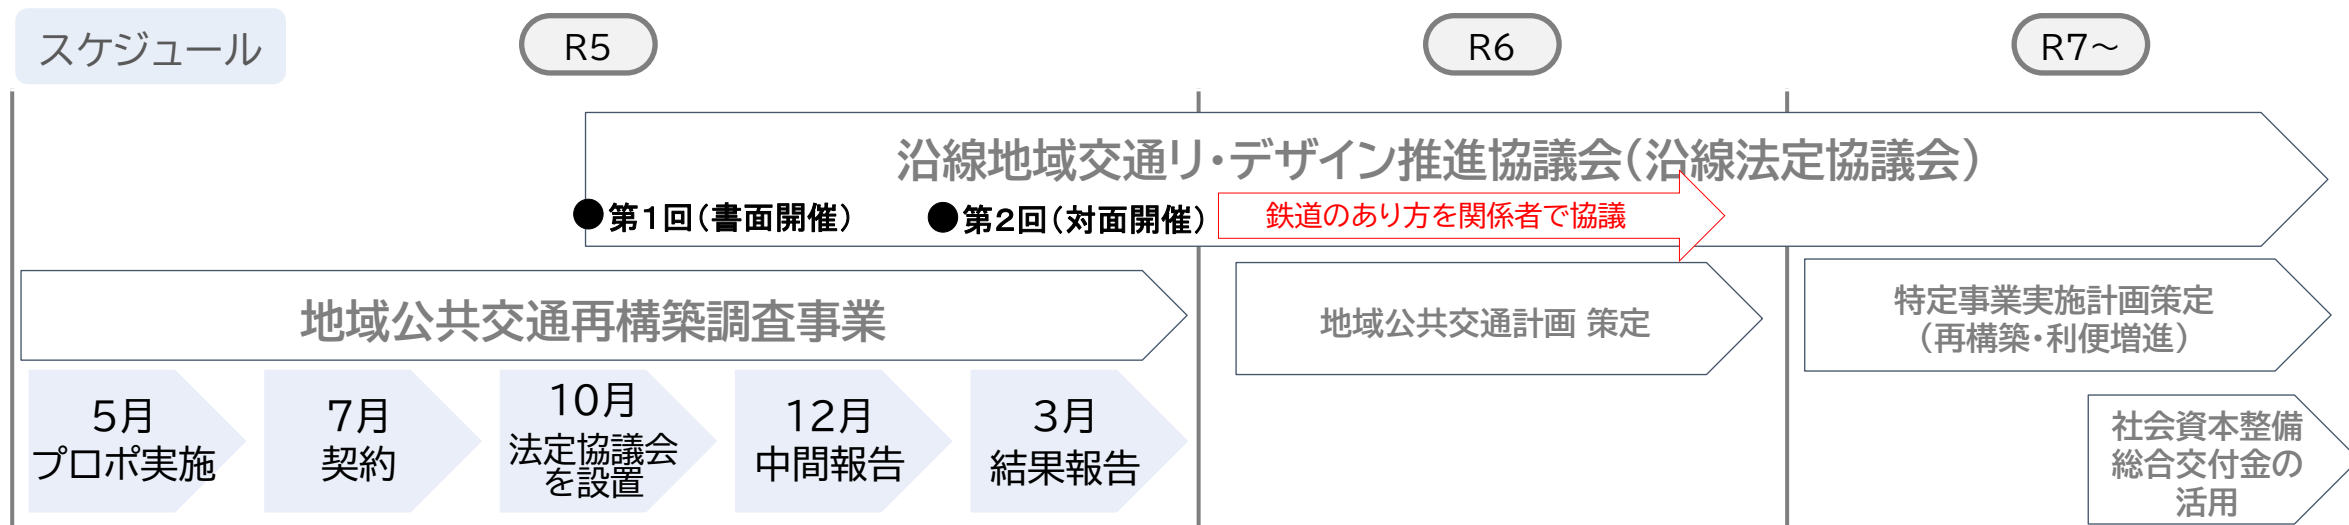 スケジュール
R5
R6
R7～
沿線地域交通リ・デザイン推進協議会（沿線法定協議会）
●第１回（書面開催）
●第２回（対面開催）
鉄道のあり方を関係者で協議
地域公共交通再構築調査事業
地域公共交通計画 策定
特定事業実施計画策定
（再構築・利便増進）
5月
プロポ実施
7月
契約
10月
法定協議会
を設置
12月
中間報告
3月
結果報告
社会資本整備
総合交付金の
活用